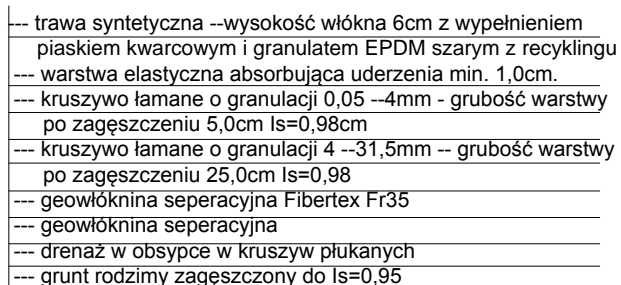 --- trawa syntetyczna --wysokość włókna 6cm z wypełnieniem
piaskiem kwarcowym i granulatem EPDM szarym z recyklingu
--- warstwa elastyczna absorbująca uderzenia min. 1,0cm.
--- kruszywo łamane o granulacji 0,05 --4mm - grubość warstwy
po zagęszczeniu 5,0cm Is=0,98cm
--- kruszywo łamane o granulacji 4 --31,5mm -- grubość warstwy
po zagęszczeniu 25,0cm Is=0,98
--- geowłóknina seperacyjna Fibertex Fr35
--- geowłóknina seperacyjna
--- drenaż w obsypce w kruszyw płukanych
--- grunt rodzimy zagęszczony do Is=0,95